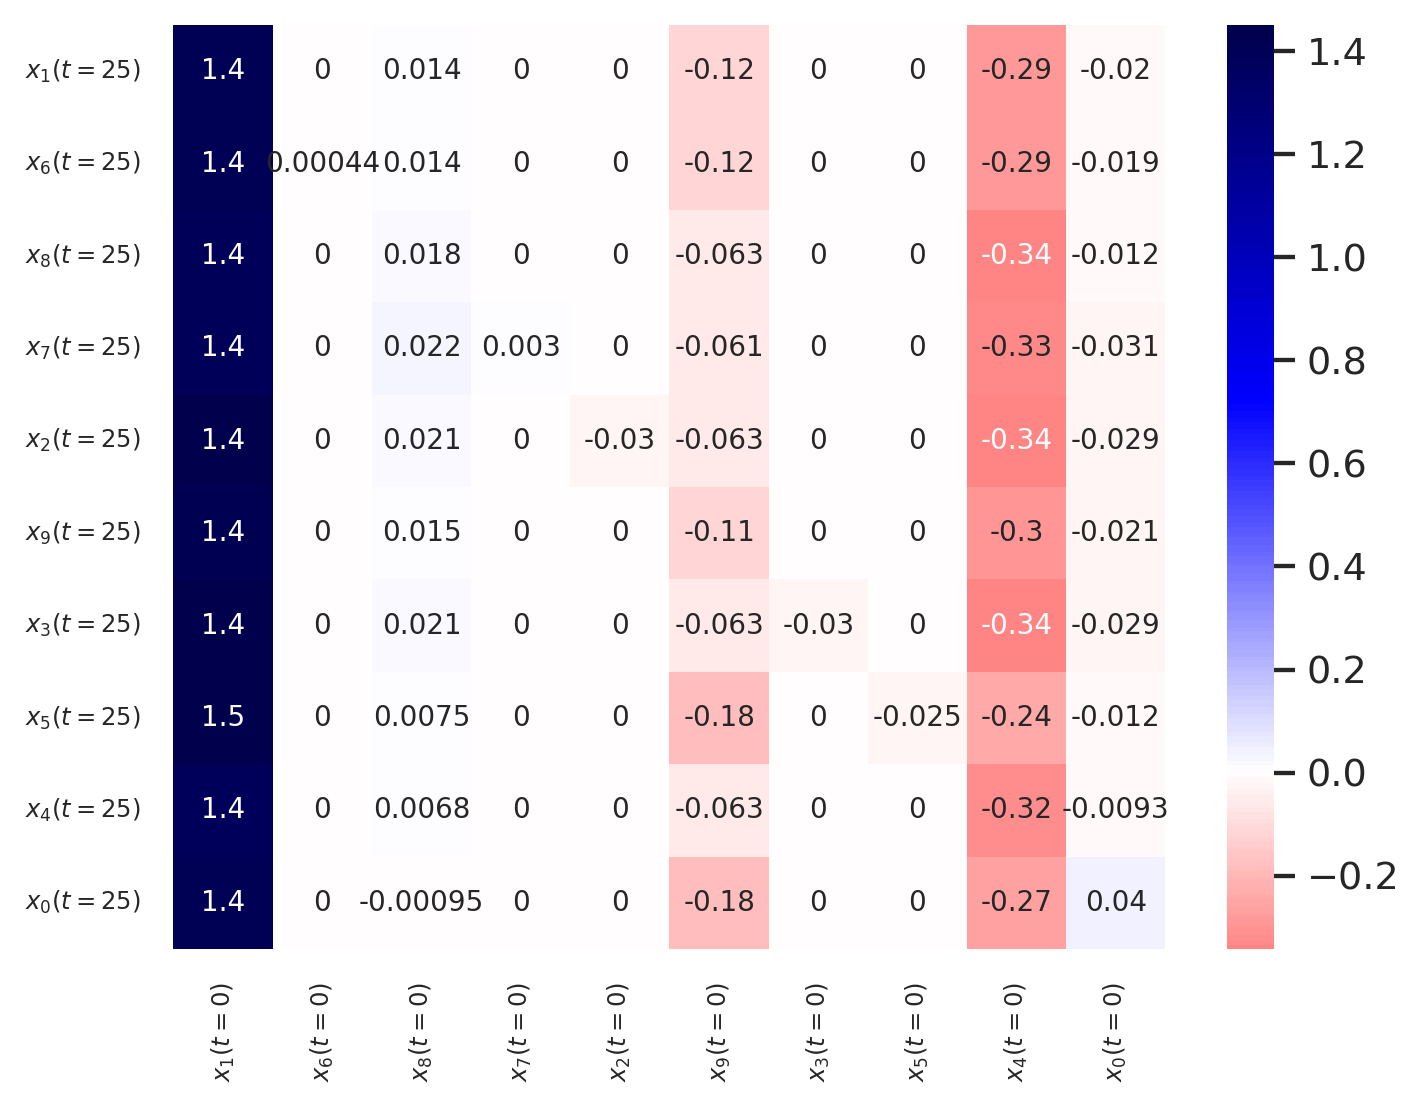 x₁(t = 25) 1.4 0 0.014 0 0 -0.12 0 0 -0.29 -0.02
x₆(t = 25) 1.4 0.00044 0.014 0 0 -0.12 0 0 -0.29 -0.019
x₈(t = 25) 1.4 0 0.018 0 0 -0.063 0 0 -0.34 -0.012
x₇(t = 25) 1.4 0 0.022 0.003 0 -0.061 0 0 -0.33 -0.031
x₂(t = 25) 1.4 0 0.021 0 -0.03 -0.063 0 0 -0.34 -0.029
x₉(t = 25) 1.4 0 0.015 0 0 -0.11 0 0 -0.3 -0.021
x₃(t = 25) 1.4 0 0.021 0 0 -0.063 -0.03 0 -0.34 -0.029
x₅(t = 25) 1.5 0 0.0075 0 0 -0.18 0 -0.025 -0.24 -0.012
x₄(t = 25) 1.4 0 0.0068 0 0 -0.063 0 0 -0.32 -0.0093
x₀(t = 25) 1.4 0 -0.00095 0 0 -0.18 0 0 -0.27 0.04
x₁(t = 0) x₆(t = 0) x₈(t = 0) x₇(t = 0) x₂(t = 0) x₉(t = 0) x₃(t = 0) x₅(t = 0) x₄(t = 0) x₀(t = 0)
1.4
1.2
1.0
0.8
0.6
0.4
0.2
0.0
−0.2